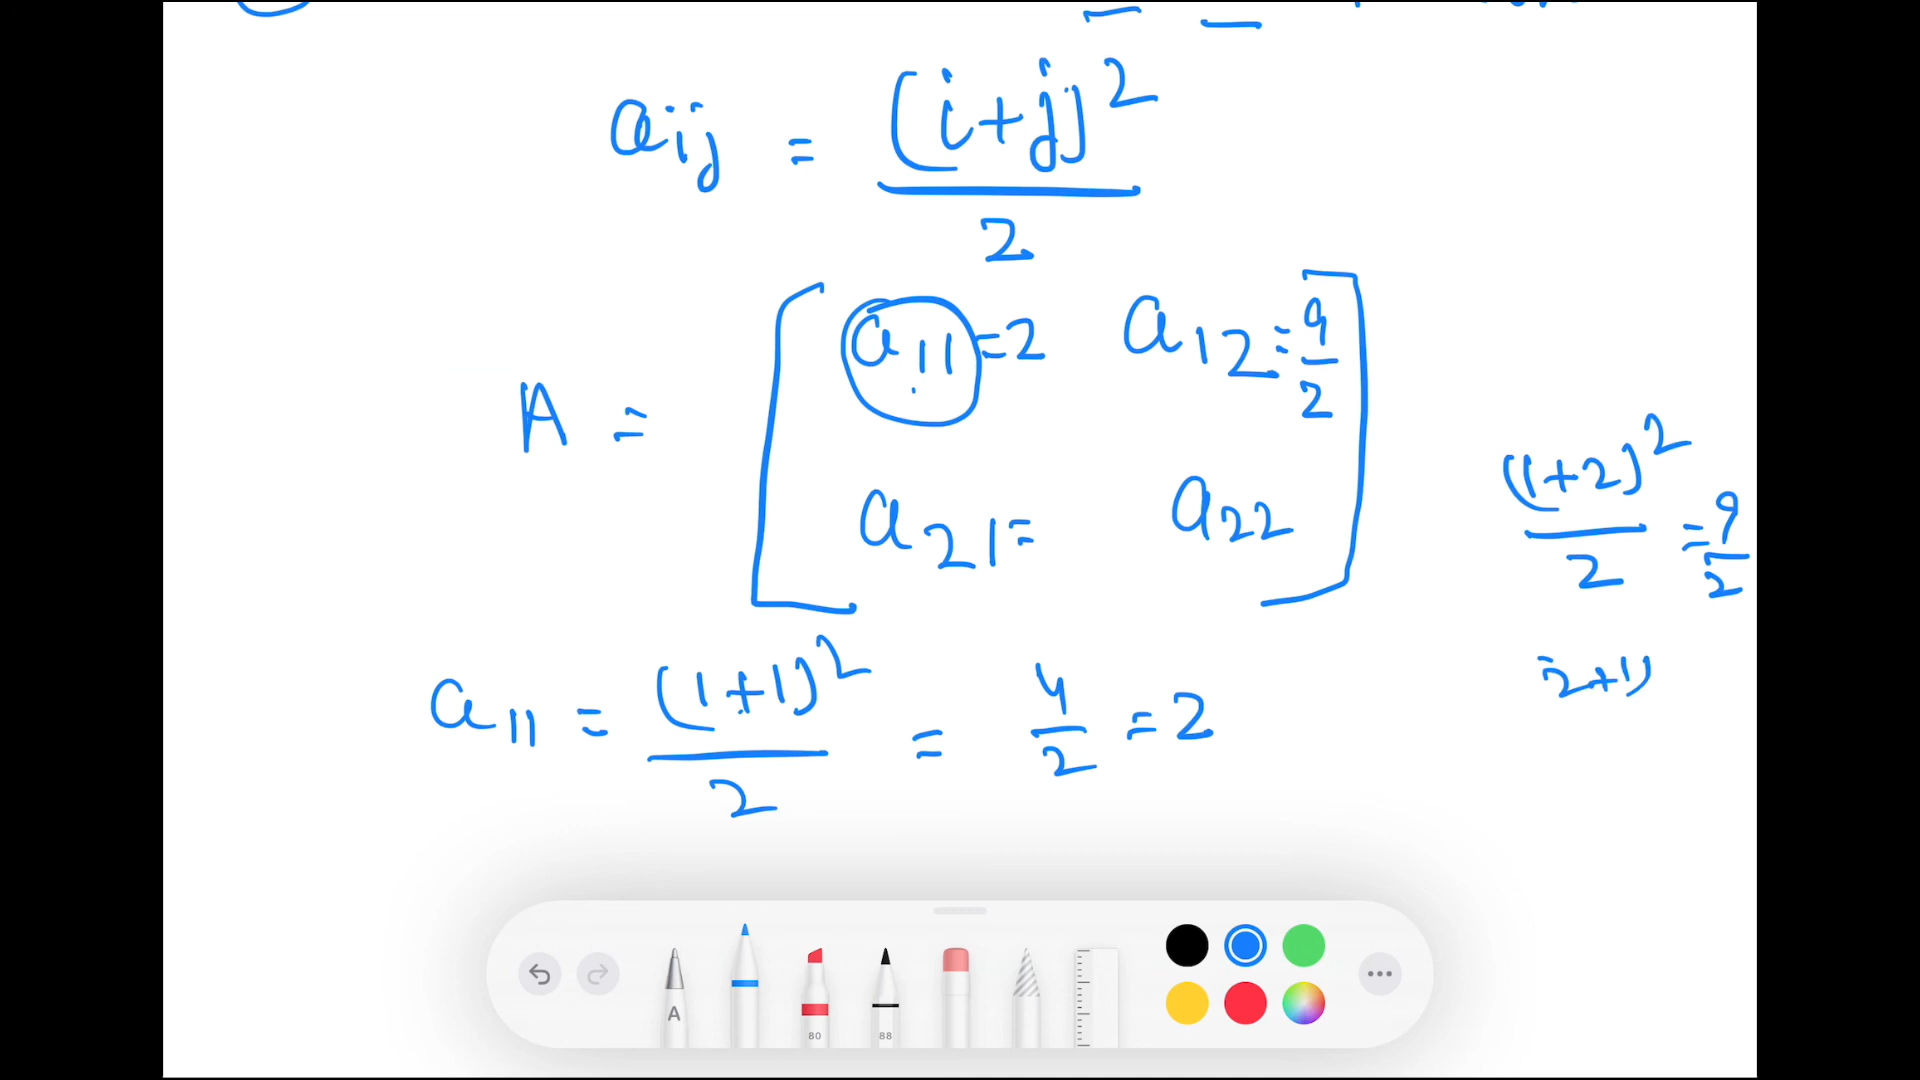 aij = (i+j)²/2
A = [a11 = 2 a12 = 9/2
a21 = a22]
(1+2)²/2 = 9/2
2+1)
a11 = (1+1)²/2 = 4/2 = 2
A
80
88